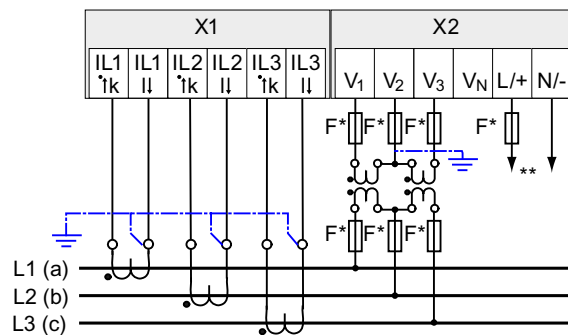 X1 X2
IL1 IL1 IL2 IL2 IL3 IL3
k l k l k l
V1 V2 V3 VN L/+ N/-
F* F* F* F*
**
F* F* F*
L1 (a)
L2 (b)
L3 (c)